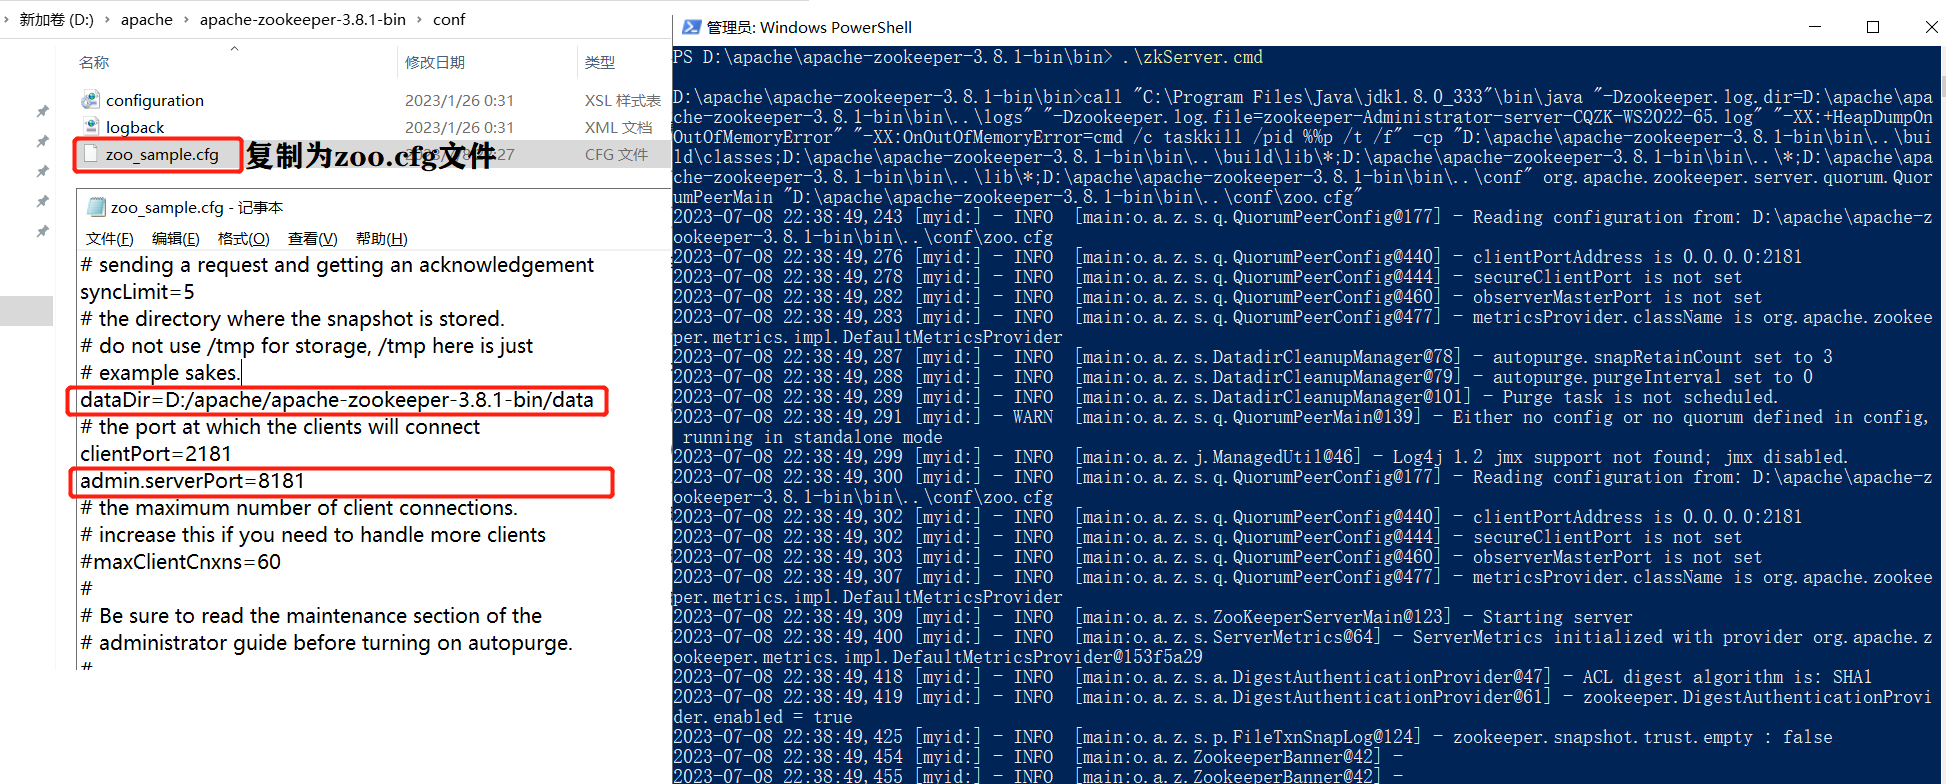 新加卷 (D:) › apache › apache-zookeeper-3.8.1-bin › conf
名称 修改日期 类型
configuration 2023/1/26 0:31 XSL 样式表
logback 2023/1/26 0:31 XML 文档
zoo_sample.cfg 复制为zoo.cfg文件 CFG 文件
zoo_sample.cfg - 记事本
文件(F) 编辑(E) 格式(O) 查看(V) 帮助(H)
# sending a request and getting an acknowledgement
syncLimit=5
# the directory where the snapshot is stored.
# do not use /tmp for storage, /tmp here is just
# example sakes.
dataDir=D:/apache/apache-zookeeper-3.8.1-bin/data
# the port at which the clients will connect
clientPort=2181
admin.serverPort=8181
# the maximum number of client connections.
# increase this if you need to handle more clients
#maxClientCnxns=60
#
# Be sure to read the maintenance section of the
# administrator guide before turning on autopurge.
#
管理员: Windows PowerShell
PS D:\apache\apache-zookeeper-3.8.1-bin\bin> .\zkServer.cmd
D:\apache\apache-zookeeper-3.8.1-bin\bin>call "C:\Program Files\Java\jdk1.8.0_333"\bin\java "-Dzookeeper.log.dir=D:\apache\apa
che-zookeeper-3.8.1-bin\bin\..\logs" "-Dzookeeper.log.file=zookeeper-Administrator-server-CQZK-WS2022-65.log" "-XX:+HeapDumpOn
OutOfMemoryError" "-XX:OnOutOfMemoryError=cmd /c taskkill /pid %%p /t /f" -cp "D:\apache\apache-zookeeper-3.8.1-bin\bin\..\bui
ld\classes;D:\apache\apache-zookeeper-3.8.1-bin\bin\..\build\lib\*;D:\apache\apache-zookeeper-3.8.1-bin\bin\..\*;D:\apache\apa
che-zookeeper-3.8.1-bin\bin\..\lib\*;D:\apache\apache-zookeeper-3.8.1-bin\bin\..\conf" org.apache.zookeeper.server.quorum.Quor
umPeerMain "D:\apache\apache-zookeeper-3.8.1-bin\bin\..\conf\zoo.cfg"
2023-07-08 22:38:49,243 [myid:] - INFO  [main:o.a.z.s.q.QuorumPeerConfig@177] - Reading configuration from: D:\apache\apache-z
ookeeper-3.8.1-bin\bin\..\conf\zoo.cfg
2023-07-08 22:38:49,276 [myid:] - INFO  [main:o.a.z.s.q.QuorumPeerConfig@440] - clientPortAddress is 0.0.0.0:2181
2023-07-08 22:38:49,278 [myid:] - INFO  [main:o.a.z.s.q.QuorumPeerConfig@444] - secureClientPort is not set
2023-07-08 22:38:49,282 [myid:] - INFO  [main:o.a.z.s.q.QuorumPeerConfig@460] - observerMasterPort is not set
2023-07-08 22:38:49,283 [myid:] - INFO  [main:o.a.z.s.q.QuorumPeerConfig@477] - metricsProvider.className is org.apache.zookee
per.metrics.impl.DefaultMetricsProvider
2023-07-08 22:38:49,287 [myid:] - INFO  [main:o.a.z.s.DatadirCleanupManager@78] - autopurge.snapRetainCount set to 3
2023-07-08 22:38:49,288 [myid:] - INFO  [main:o.a.z.s.DatadirCleanupManager@79] - autopurge.purgeInterval set to 0
2023-07-08 22:38:49,289 [myid:] - INFO  [main:o.a.z.s.DatadirCleanupManager@101] - Purge task is not scheduled.
2023-07-08 22:38:49,291 [myid:] - WARN  [main:o.a.z.s.q.QuorumPeerMain@139] - Either no config or no quorum defined in config,
running in standalone mode
2023-07-08 22:38:49,299 [myid:] - INFO  [main:o.a.z.j.ManagedUtil@46] - Log4j 1.2 jmx support not found; jmx disabled.
2023-07-08 22:38:49,300 [myid:] - INFO  [main:o.a.z.s.q.QuorumPeerConfig@177] - Reading configuration from: D:\apache\apache-z
ookeeper-3.8.1-bin\bin\..\conf\zoo.cfg
2023-07-08 22:38:49,302 [myid:] - INFO  [main:o.a.z.s.q.QuorumPeerConfig@440] - clientPortAddress is 0.0.0.0:2181
2023-07-08 22:38:49,302 [myid:] - INFO  [main:o.a.z.s.q.QuorumPeerConfig@444] - secureClientPort is not set
2023-07-08 22:38:49,303 [myid:] - INFO  [main:o.a.z.s.q.QuorumPeerConfig@460] - observerMasterPort is not set
2023-07-08 22:38:49,307 [myid:] - INFO  [main:o.a.z.s.q.QuorumPeerConfig@477] - metricsProvider.className is org.apache.zookee
per.metrics.impl.DefaultMetricsProvider
2023-07-08 22:38:49,309 [myid:] - INFO  [main:o.a.z.s.ZooKeeperServerMain@123] - Starting server
2023-07-08 22:38:49,400 [myid:] - INFO  [main:o.a.z.s.ServerMetrics@64] - ServerMetrics initialized with provider org.apache.z
ookeeper.metrics.impl.DefaultMetricsProvider@153f5a29
2023-07-08 22:38:49,418 [myid:] - INFO  [main:o.a.z.s.a.DigestAuthenticationProvider@47] - ACL digest algorithm is: SHA1
2023-07-08 22:38:49,419 [myid:] - INFO  [main:o.a.z.s.a.DigestAuthenticationProvider@61] - zookeeper.DigestAuthenticationProvi
der.enabled = true
2023-07-08 22:38:49,425 [myid:] - INFO  [main:o.a.z.s.p.FileTxnSnapLog@124] - zookeeper.snapshot.trust.empty : false
2023-07-08 22:38:49,454 [myid:] - INFO  [main:o.a.z.ZookeeperBanner@42] -
2023-07-08 22:38:49,455 [myid:] - INFO  [main:o.a.z.ZookeeperBanner@42] -